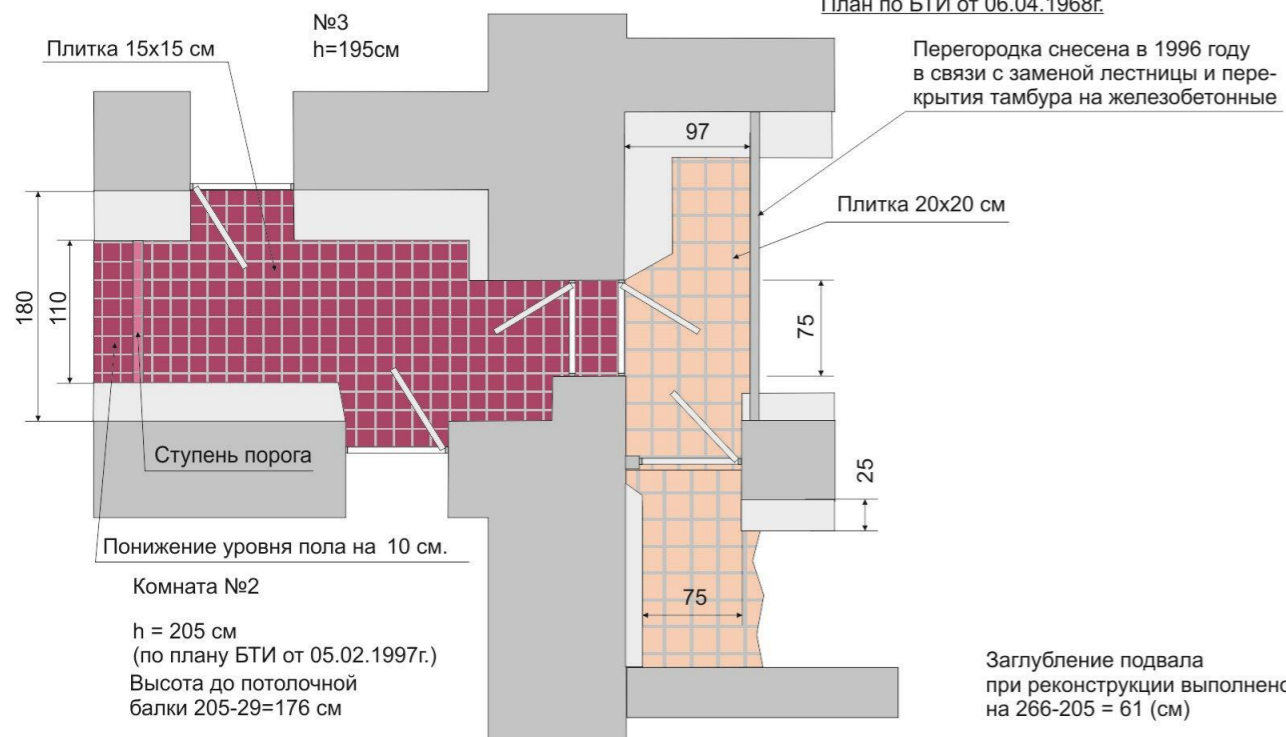 План по БТИ от 06.04.1968г.
№3
h=195см
Плитка 15х15 см
Перегородка снесена в 1996 году
в связи с заменой лестницы и пере-
крытия тамбура на железобетонные
97
Плитка 20х20 см
180
110
75
Ступень порога
25
Понижение уровня пола на 10 см.
Комната №2
75
h = 205 см
(по плану БТИ от 05.02.1997г.)
Высота до потолочной
балки 205-29=176 см
Заглубление подвала
при реконструкции выполнено
на 266-205 = 61 (см)